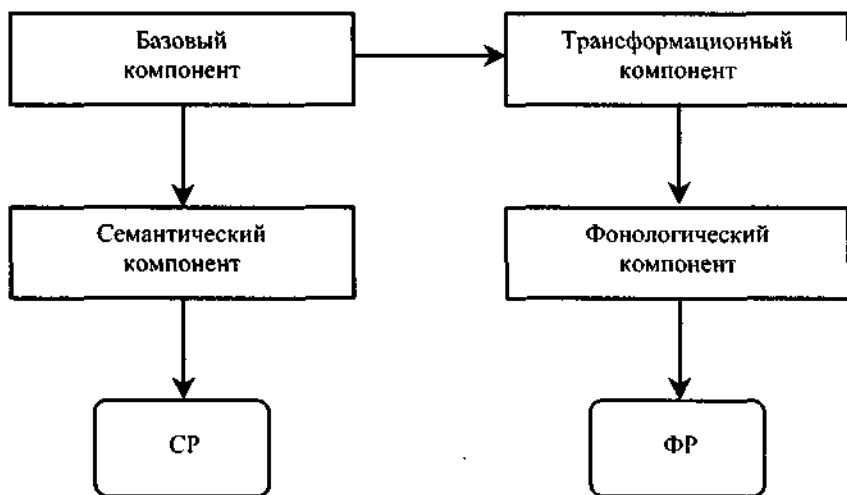 Базовый
компонент
Трансформационный
компонент
Семантический
компонент
Фонологический
компонент
СР
ФР